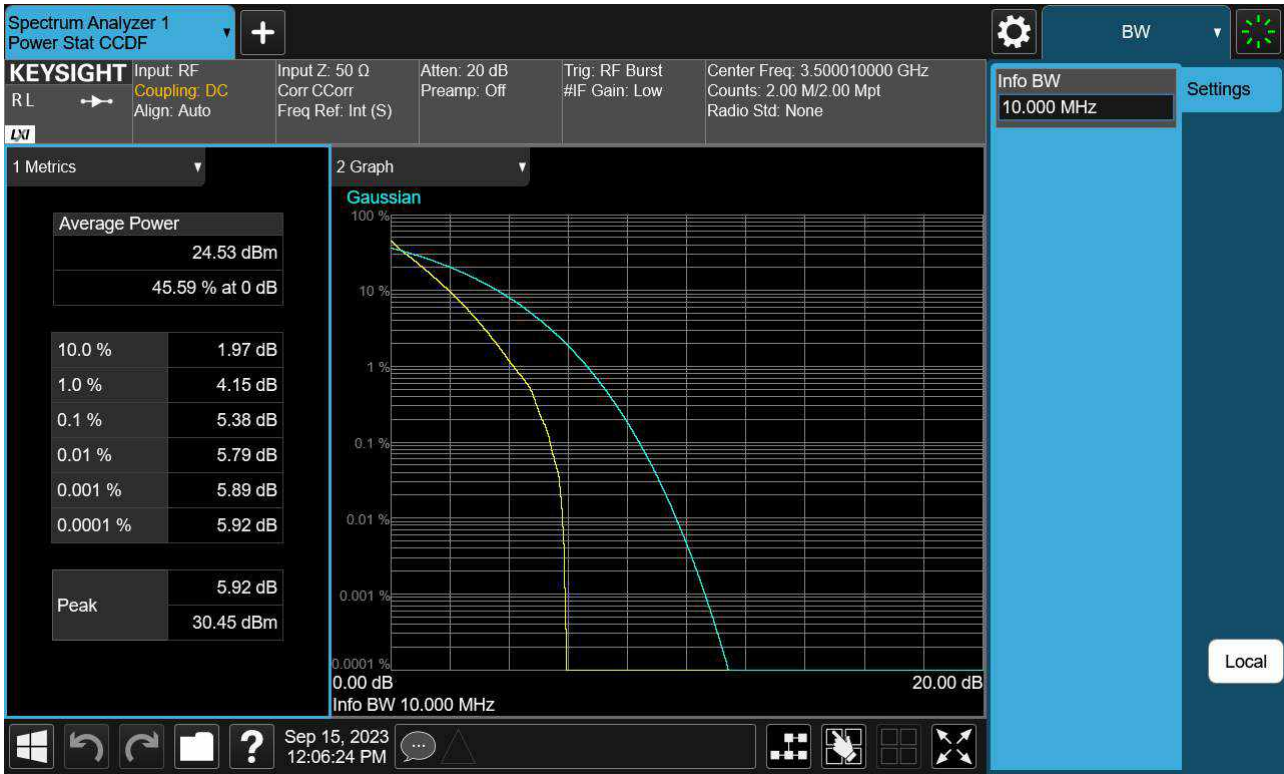 Spectrum Analyzer 1
Power Stat CCDF
BW
KEYSIGHT
R L
LXI
Input: RF
Coupling: DC
Align: Auto
Input Z: 50 Ω
Corr CCorr
Freq Ref: Int (S)
Atten: 20 dB
Preamp: Off
Trig: RF Burst
#IF Gain: Low
Center Freq: 3.500010000 GHz
Counts: 2.00 M/2.00 Mpt
Radio Std: None
Info BW
10.000 MHz
Settings
1 Metrics
Average Power
24.53 dBm
45.59 % at 0 dB
10.0 % 1.97 dB
1.0 % 4.15 dB
0.1 % 5.38 dB
0.01 % 5.79 dB
0.001 % 5.89 dB
0.0001 % 5.92 dB
Peak
5.92 dB
30.45 dBm
2 Graph
Gaussian
100 %
10 %
1 %
0.1 %
0.01 %
0.001 %
0.0001 %
0.00 dB 20.00 dB
Info BW 10.000 MHz
Local
Sep 15, 2023
12:06:24 PM